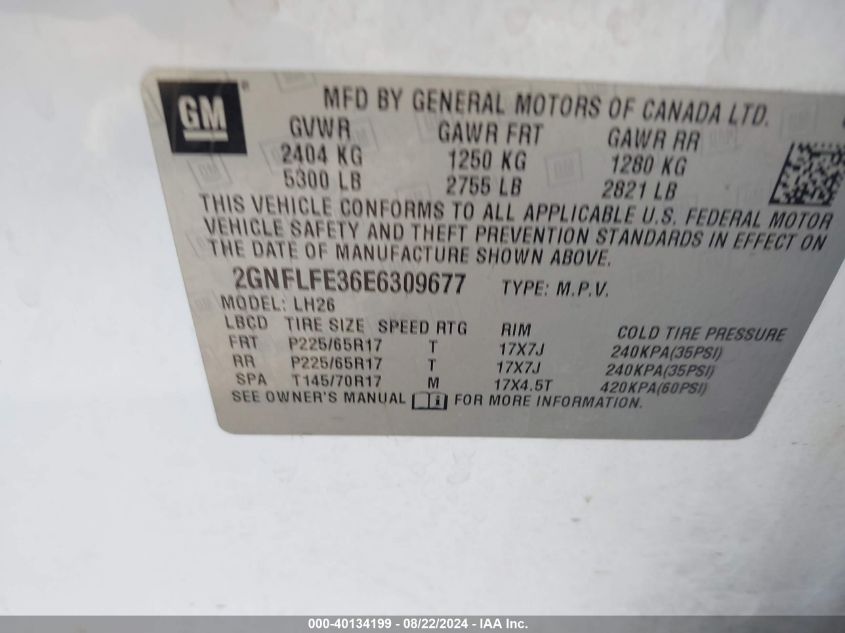 GM ®
MFD BY GENERAL MOTORS OF CANADA LTD.
GVWR GAWR FRT GAWR RR
2404 KG 1250 KG 1280 KG
5300 LB 2755 LB 2821 LB
THIS VEHICLE CONFORMS TO ALL APPLICABLE U.S. FEDERAL MOTOR
VEHICLE SAFETY AND THEFT PREVENTION STANDARDS IN EFFECT ON
THE DATE OF MANUFACTURE SHOWN ABOVE.
2GNFLFE36E6309677 TYPE: M.P.V.
MODEL: LH26
LBCD TIRE SIZE SPEED RTG RIM COLD TIRE PRESSURE
FRT P225/65R17 T 17X7J 240KPA(35PSI)
RR P225/65R17 T 17X7J 240KPA(35PSI)
SPA T145/70R17 M 17X4.5T 420KPA(60PSI)
SEE OWNER'S MANUAL FOR MORE INFORMATION.
000-40134199 - 08/22/2024 - IAA Inc.